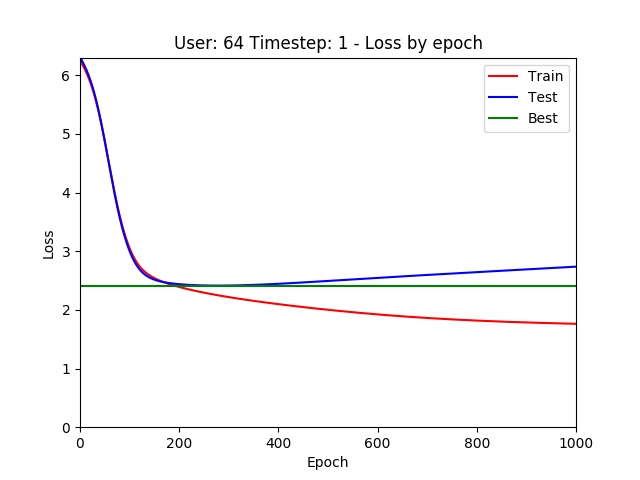 User: 64 Timestep: 1 - Loss by epoch
Train
Test
Best
Loss
6
5
4
3
2
1
0
0 200 400 600 800 1000
Epoch